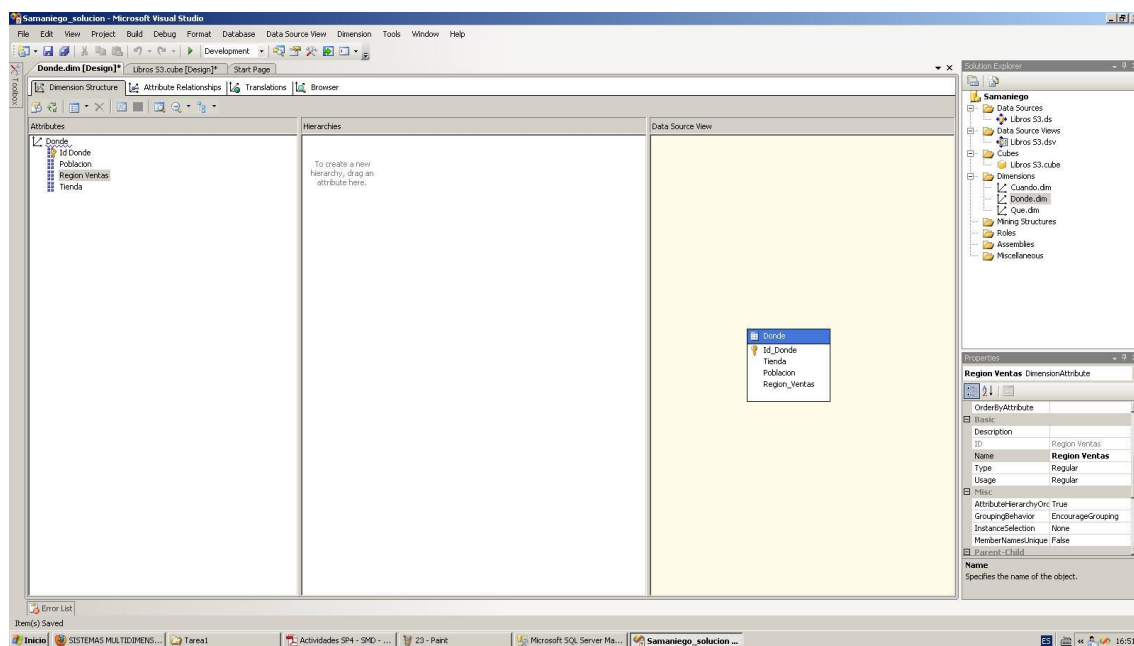 Samaniego_solucion - Microsoft Visual Studio
File Edit View Project Build Debug Format Database Data Source View Dimension Tools Window Help
Development
Toolbox
Donde.dim [Design]* Libros S3.cube [Design]* Start Page
Dimension Structure Attribute Relationships Translations Browser
Attributes
Donde
Id Donde
Poblacion
Region Ventas
Tienda
Hierarchies
To create a new
hierarchy, drag an
attribute here.
Data Source View
Donde
Id_Donde
Tienda
Poblacion
Region_Ventas
Solution Explorer
Samaniego
Data Sources
Libros S3.ds
Data Source Views
Libros S3.dsv
Cubes
Libros S3.cube
Dimensions
Cuando.dim
Donde.dim
Que.dim
Mining Structures
Roles
Assemblies
Miscellaneous
Properties
Region Ventas DimensionAttribute
OrderByAttribute
Basic
Description
ID Region Ventas
Name Region Ventas
Type Regular
Usage Regular
Misc
AttributeHierarchyOrc True
GroupingBehavior EncourageGrouping
InstanceSelection None
MemberNamesUnique False
Parent-Child
Name
Specifies the name of the object.
Error List
Item(s) Saved
Inicio SISTEMAS MULTIDIMENS... Tarea1 Actividades SP4 - SMD - ... 23 - Paint Microsoft SQL Server Ma... Samaniego_solucion ... ES 16:51